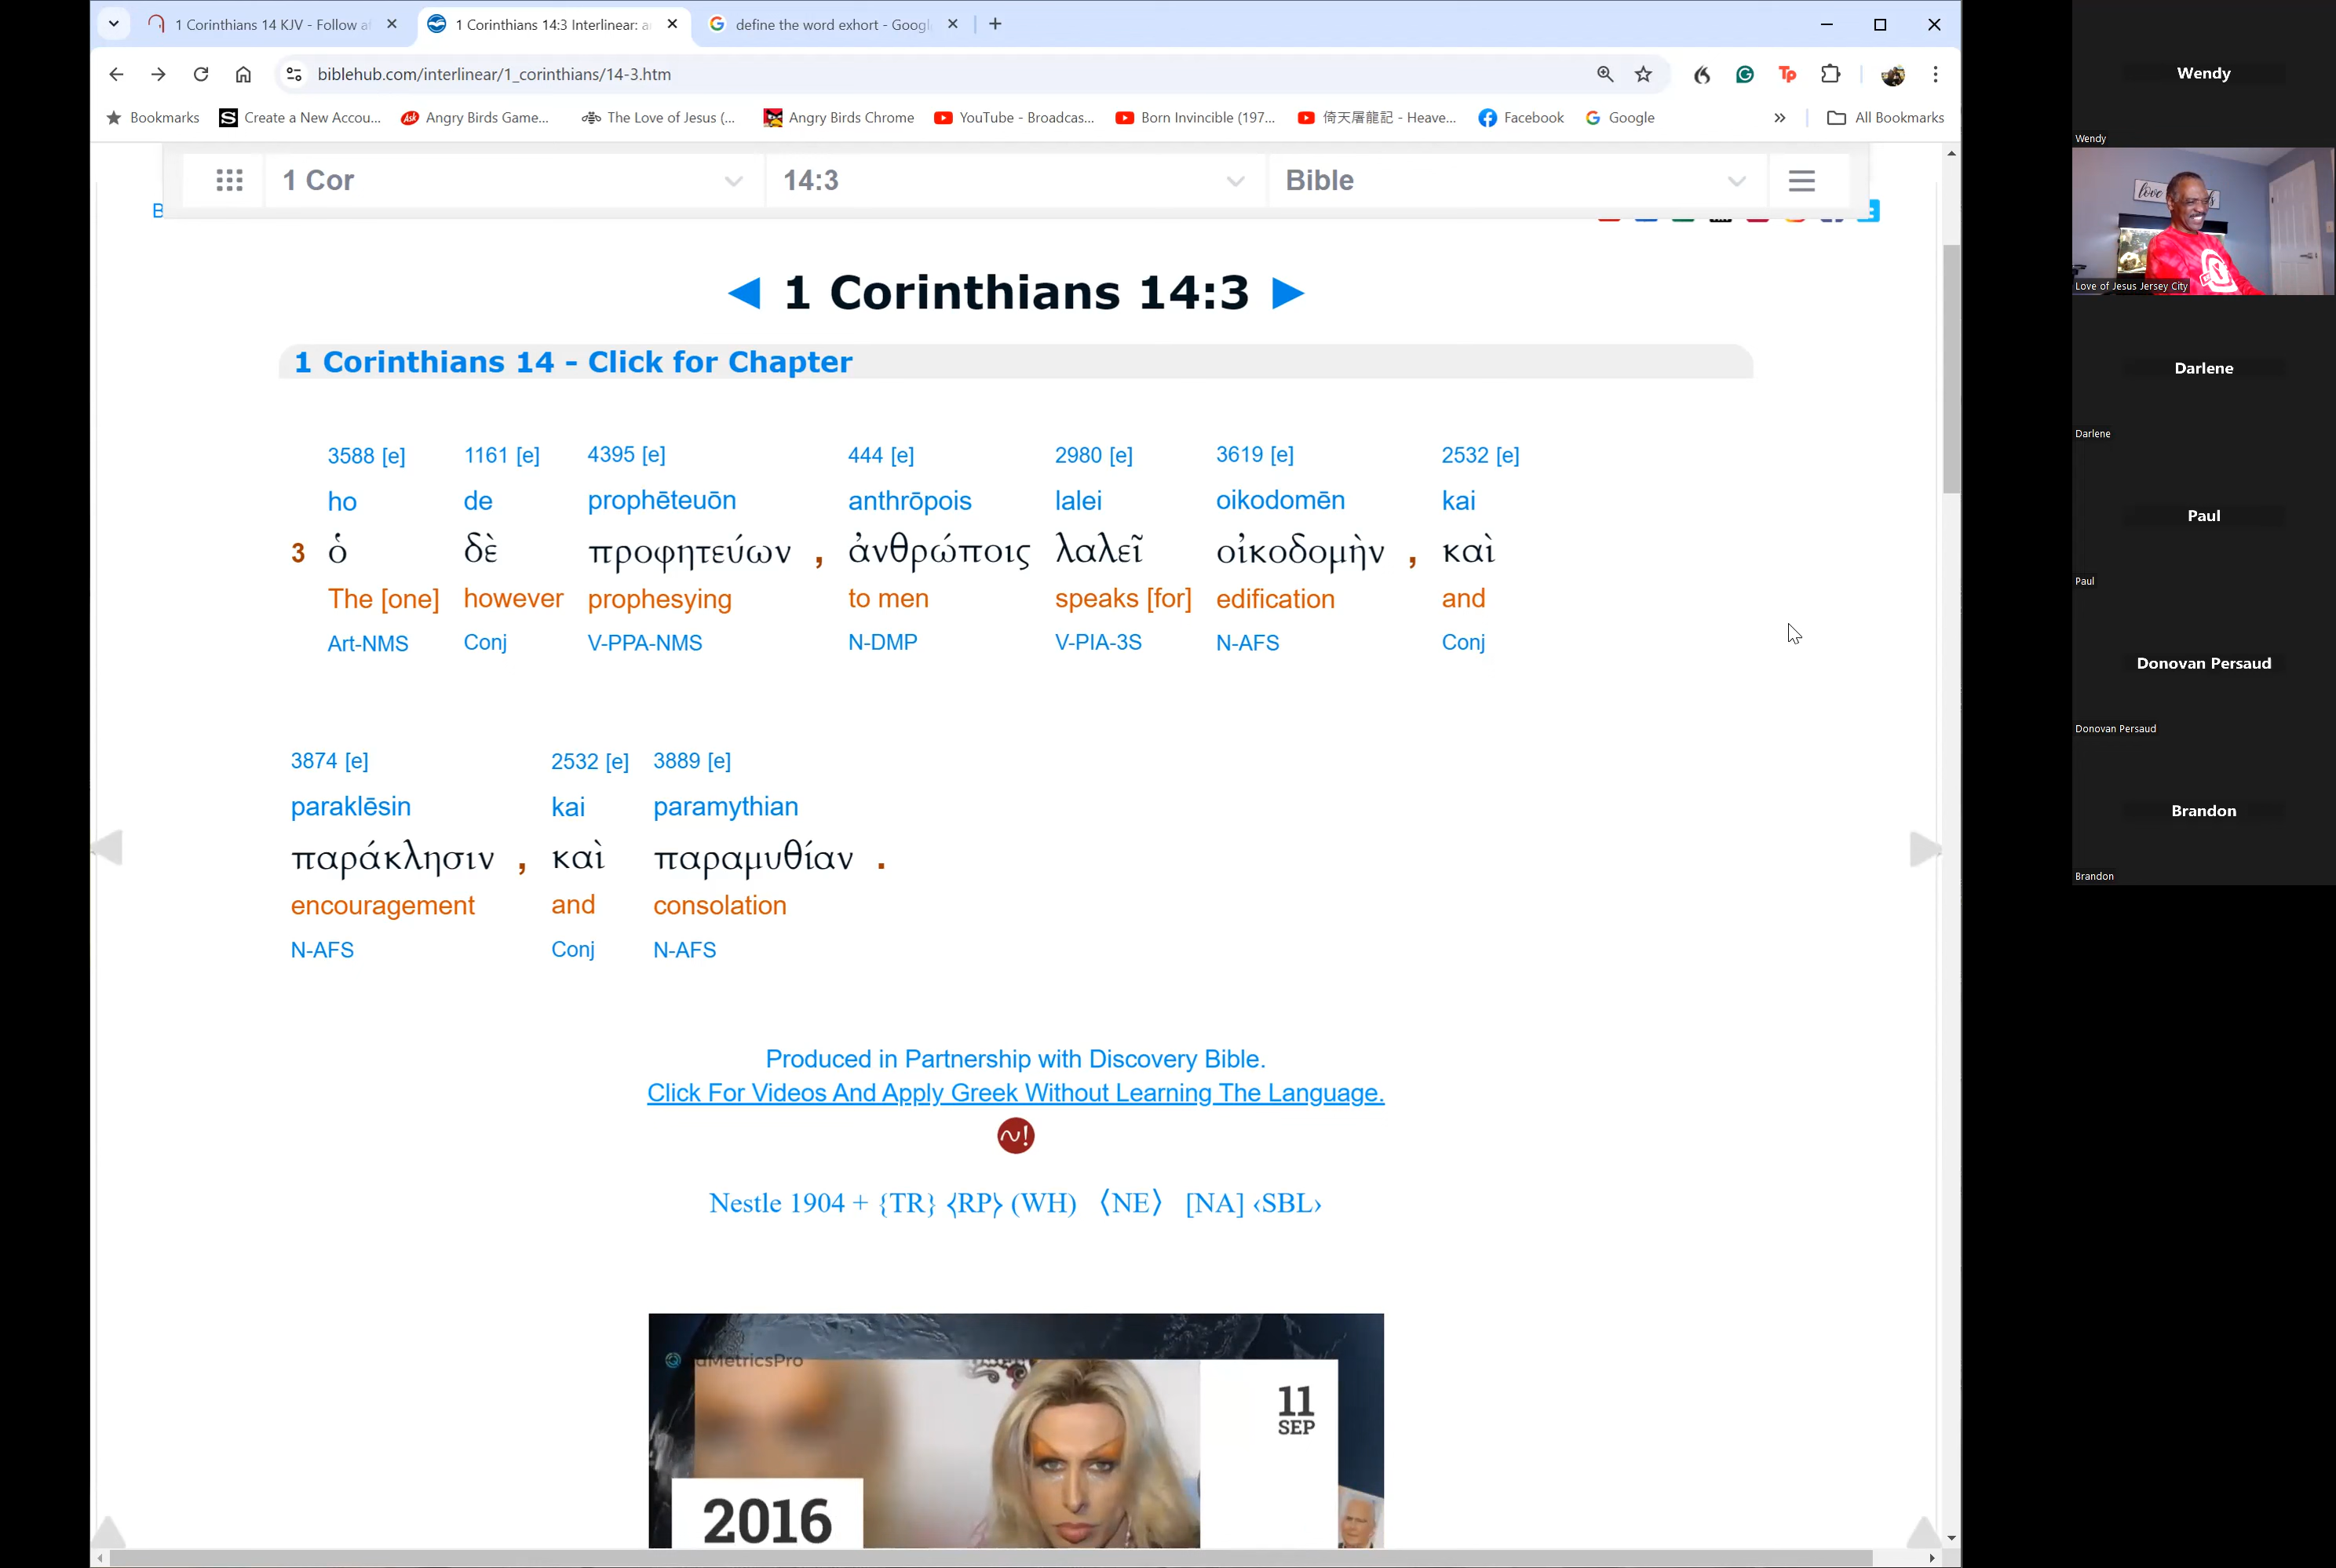 1 Corinthians 14 KJV - Follow af
1 Corinthians 14:3 Interlinear: a
define the word exhort - Googl
biblehub.com/interlinear/1_corinthians/14-3.htm
Tp
Bookmarks
Create a New Accou...
Angry Birds Game...
The Love of Jesus (...
Angry Birds Chrome
YouTube - Broadcas...
Born Invincible (197...
倚天屠龍記 - Heave...
Facebook
Google
All Bookmarks
1 Cor
14:3
Bible
B
1 Corinthians 14:3
1 Corinthians 14 - Click for Chapter
3588 [e] 1161 [e] 4395 [e] 444 [e] 2980 [e] 3619 [e] 2532 [e]
ho de prophēteuōn anthrōpois lalei oikodomēn kai
3 ὁ δὲ προφητεύων , ἀνθρώποις λαλεῖ οἰκοδομὴν , καὶ
The [one] however prophesying to men speaks [for] edification and
Art-NMS Conj V-PPA-NMS N-DMP V-PIA-3S N-AFS Conj
3874 [e] 2532 [e] 3889 [e]
paraklēsin kai paramythian
παράκλησιν , καὶ παραμυθίαν .
encouragement and consolation
N-AFS Conj N-AFS
Produced in Partnership with Discovery Bible.
Click For Videos And Apply Greek Without Learning The Language.
Nestle 1904 + {TR} ⧼RP⧽ (WH) 〈NE〉 [NA] ‹SBL›
dMetricsPro
11
SEP
2016
Wendy
Wendy
love
Love of Jesus Jersey City
Darlene
Darlene
Paul
Paul
Donovan Persaud
Donovan Persaud
Brandon
Brandon